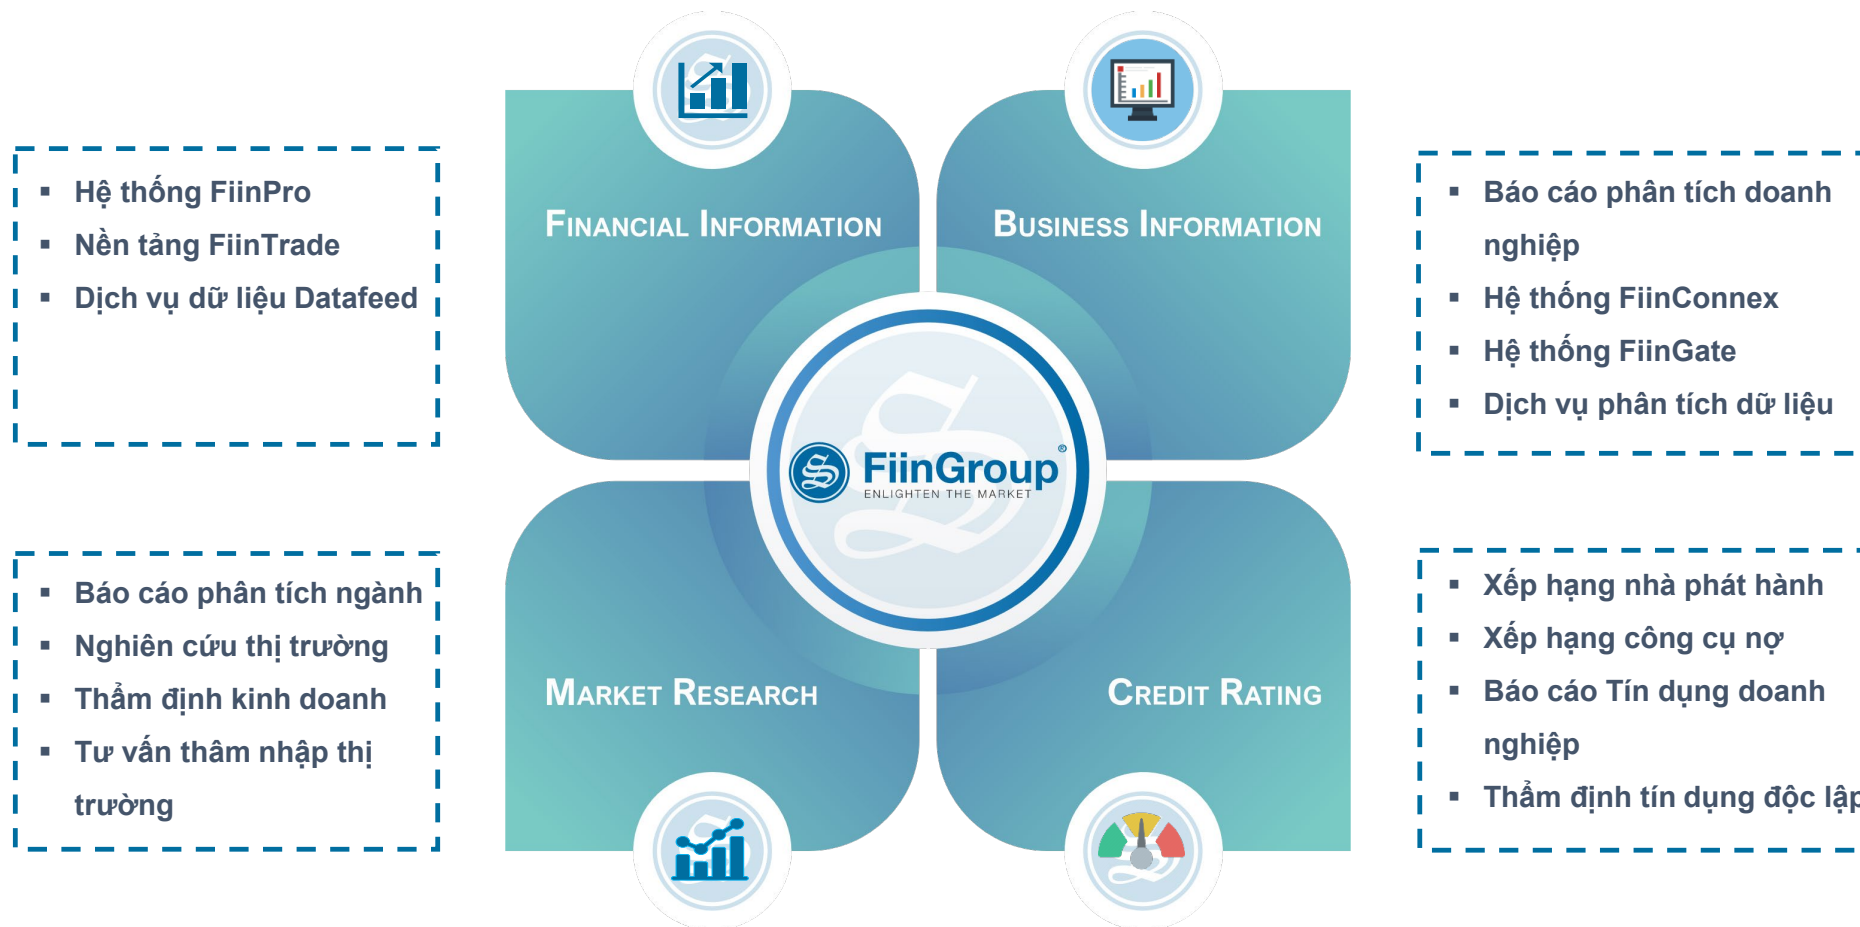 FINANCIAL INFORMATION
▪ Hệ thống FiinPro
▪ Nền tảng FiinTrade
▪ Dịch vụ dữ liệu Datafeed
BUSINESS INFORMATION
▪ Báo cáo phân tích doanh
nghiệp
▪ Hệ thống FiinConnex
▪ Hệ thống FiinGate
▪ Dịch vụ phân tích dữ liệu
FiinGroup®
ENLIGHTEN THE MARKET
MARKET RESEARCH
▪ Báo cáo phân tích ngành
▪ Nghiên cứu thị trường
▪ Thẩm định kinh doanh
▪ Tư vấn thâm nhập thị
trường
CREDIT RATING
▪ Xếp hạng nhà phát hành
▪ Xếp hạng công cụ nợ
▪ Báo cáo Tín dụng doanh
nghiệp
▪ Thẩm định tín dụng độc lập